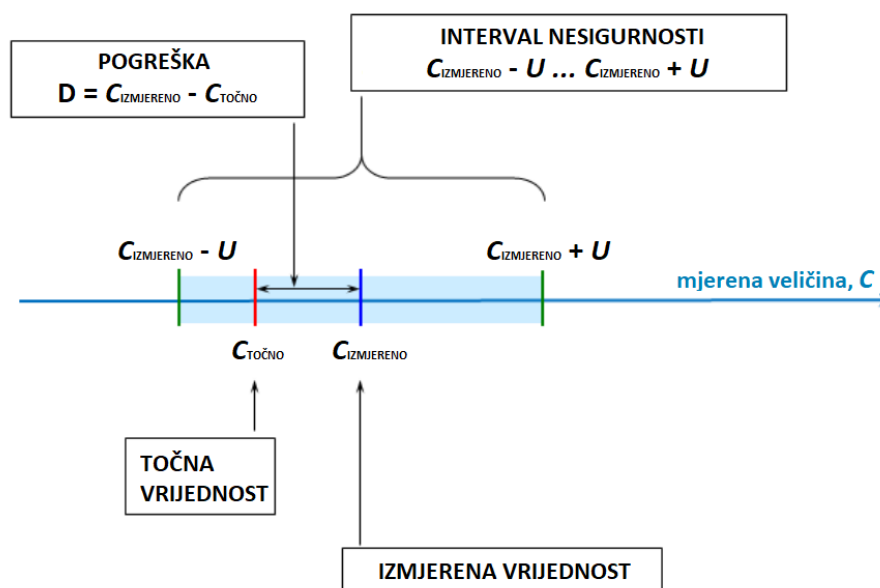 POGREŠKA
D = CIZMJERENO - CTOČNO
INTERVAL NESIGURNOSTI
CIZMJERENO - U ... CIZMJERENO + U
CIZMJERENO - U
CIZMJERENO + U
mjerena veličina, C
CTOČNO
CIZMJERENO
TOČNA
VRIJEDNOST
IZMJERENA VRIJEDNOST